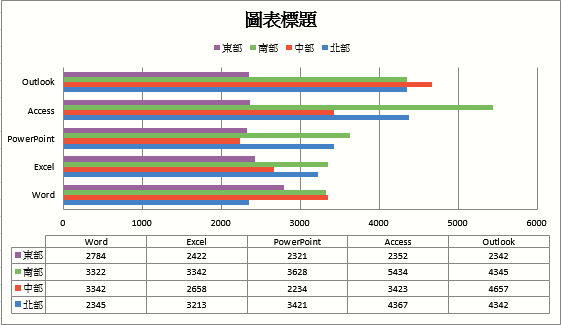 圖表標題
東部 南部 中部 北部
Outlook
Access
PowerPoint
Excel
Word
0 1000 2000 3000 4000 5000 6000
Word Excel PowerPoint Access Outlook
東部 2784 2422 2321 2352 2342
南部 3322 3342 3628 5434 4345
中部 3342 2658 2234 3423 4657
北部 2345 3213 3421 4367 4342